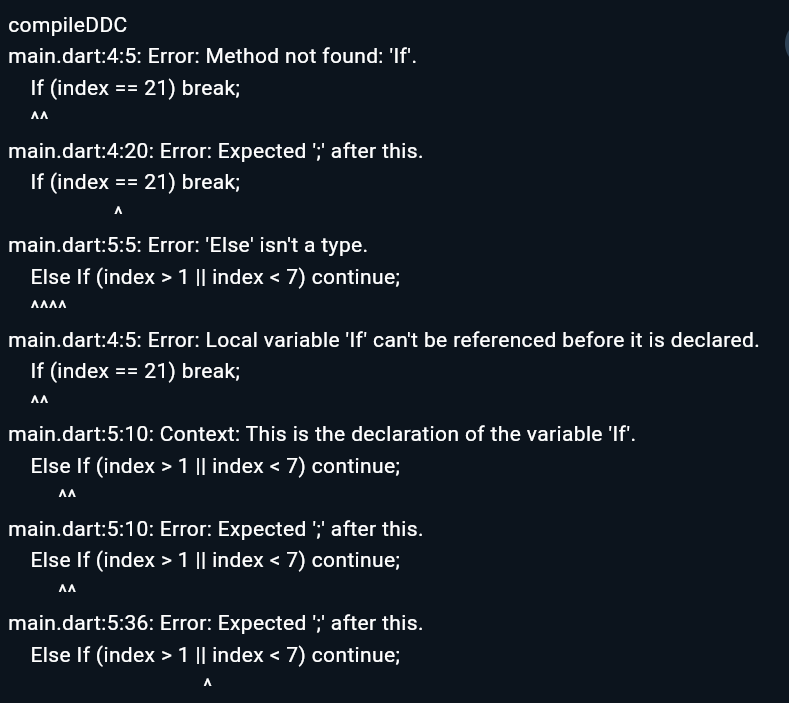 compileDDC
main.dart:4:5: Error: Method not found: 'If'.
If (index == 21) break;
^^
main.dart:4:20: Error: Expected ';' after this.
If (index == 21) break;
^
main.dart:5:5: Error: 'Else' isn't a type.
Else If (index > 1 || index < 7) continue;
^^^^
main.dart:4:5: Error: Local variable 'If' can't be referenced before it is declared.
If (index == 21) break;
^^
main.dart:5:10: Context: This is the declaration of the variable 'If'.
Else If (index > 1 || index < 7) continue;
^^
main.dart:5:10: Error: Expected ';' after this.
Else If (index > 1 || index < 7) continue;
^^
main.dart:5:36: Error: Expected ';' after this.
Else If (index > 1 || index < 7) continue;
^